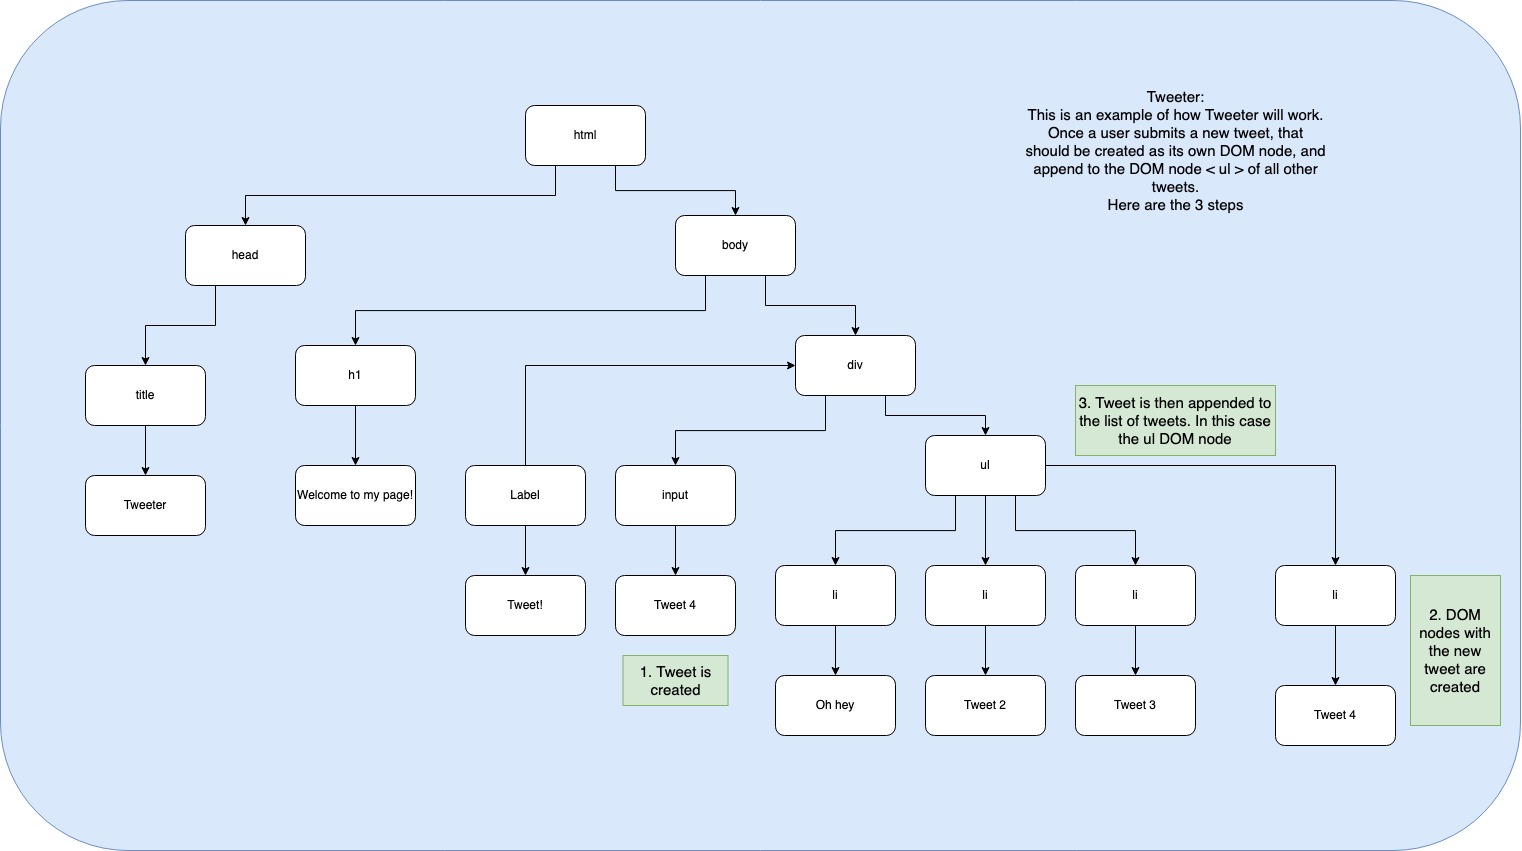 Tweeter:
This is an example of how Tweeter will work.
Once a user submits a new tweet, that
should be created as its own DOM node, and
append to the DOM node < ul > of all other
tweets.
Here are the 3 steps
html
head
body
title
h1
div
3. Tweet is then appended to
the list of tweets. In this case
the ul DOM node
Tweeter
Welcome to my page!
Label
input
ul
Tweet!
Tweet 4
li
li
li
li
1. Tweet is
created
Oh hey
Tweet 2
Tweet 3
Tweet 4
2. DOM
nodes with
the new
tweet are
created